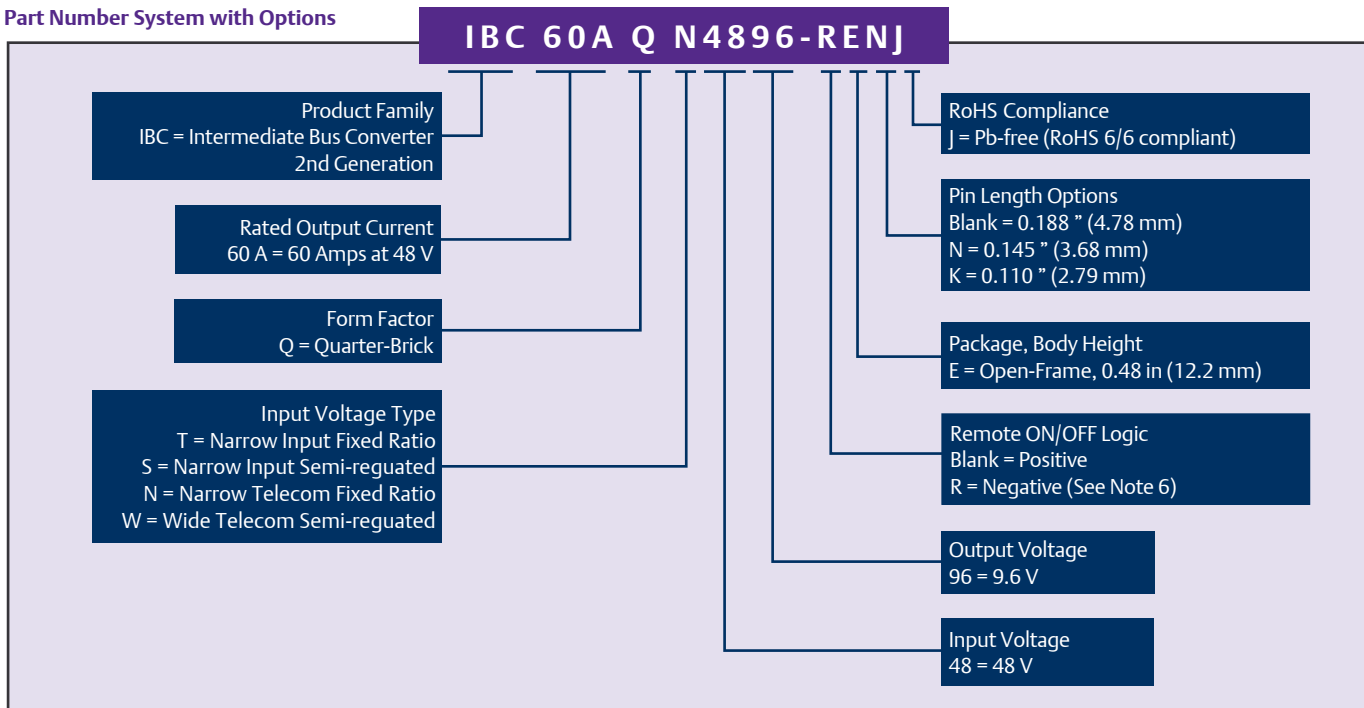 Part Number System with Options
IBC 60A Q N4896-RENJ
Product Family
IBC = Intermediate Bus Converter
2nd Generation
Rated Output Current
60 A = 60 Amps at 48 V
Form Factor
Q = Quarter-Brick
Input Voltage Type
T = Narrow Input Fixed Ratio
S = Narrow Input Semi-reguated
N = Narrow Telecom Fixed Ratio
W = Wide Telecom Semi-reguated
RoHS Compliance
J = Pb-free (RoHS 6/6 compliant)
Pin Length Options
Blank = 0.188 ” (4.78 mm)
N = 0.145 ” (3.68 mm)
K = 0.110 ” (2.79 mm)
Package, Body Height
E = Open-Frame, 0.48 in (12.2 mm)
Remote ON/OFF Logic
Blank = Positive
R = Negative (See Note 6)
Output Voltage
96 = 9.6 V
Input Voltage
48 = 48 V